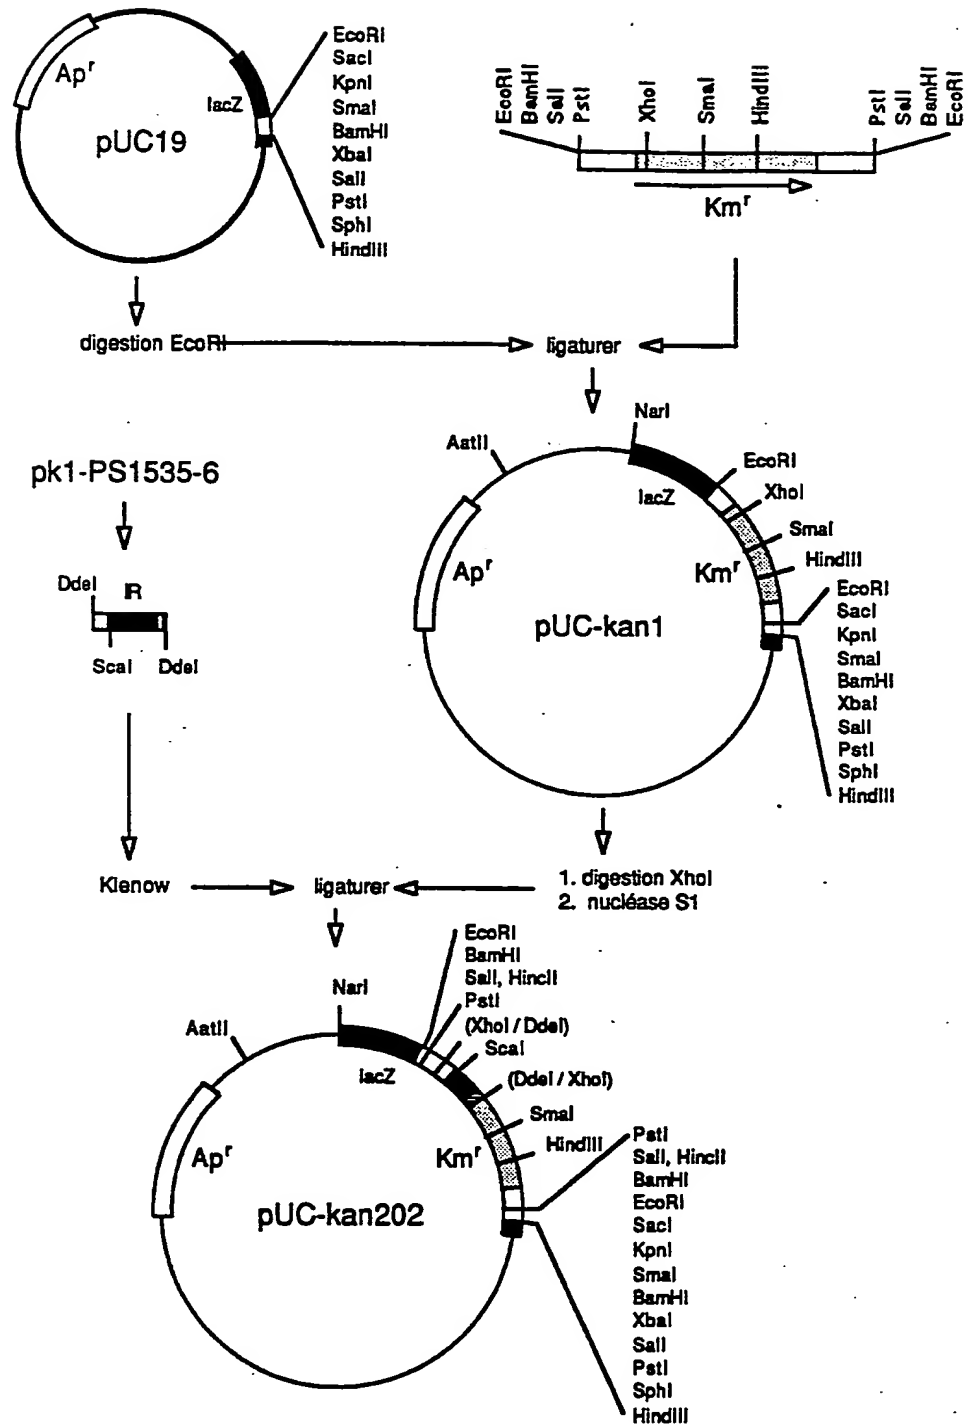 Ap^r
lacZ
pUC19
EcoRI
SacI
KpnI
SmaI
BamHI
XbaI
SalI
PstI
SphI
HindIII
EcoRI
BamHI
SalI
PstI
XhoI
SmaI
HindIII
PstI
SalI
BamHI
EcoRI
Km^r
digestion EcoRI
ligaturer
pk1-PS1535-6
DdeI
IR
ScaI
DdeI
NarI
AatII
lacZ
EcoRI
XhoI
SmaI
HindIII
Ap^r
Km^r
pUC-kan1
EcoRI
SacI
KpnI
SmaI
BamHI
XbaI
SalI
PstI
SphI
HindIII
Klenow
ligaturer
1. digestion XhoI
2. nucléase S1
NarI
AatII
lacZ
EcoRI
BamHI
SalI, HincII
PstI
(XhoI / DdeI)
ScaI
(DdeI / XhoI)
SmaI
HindIII
Ap^r
Km^r
pUC-kan202
PstI
SalI, HincII
BamHI
EcoRI
SacI
KpnI
SmaI
BamHI
XbaI
SalI
PstI
SphI
HindIII